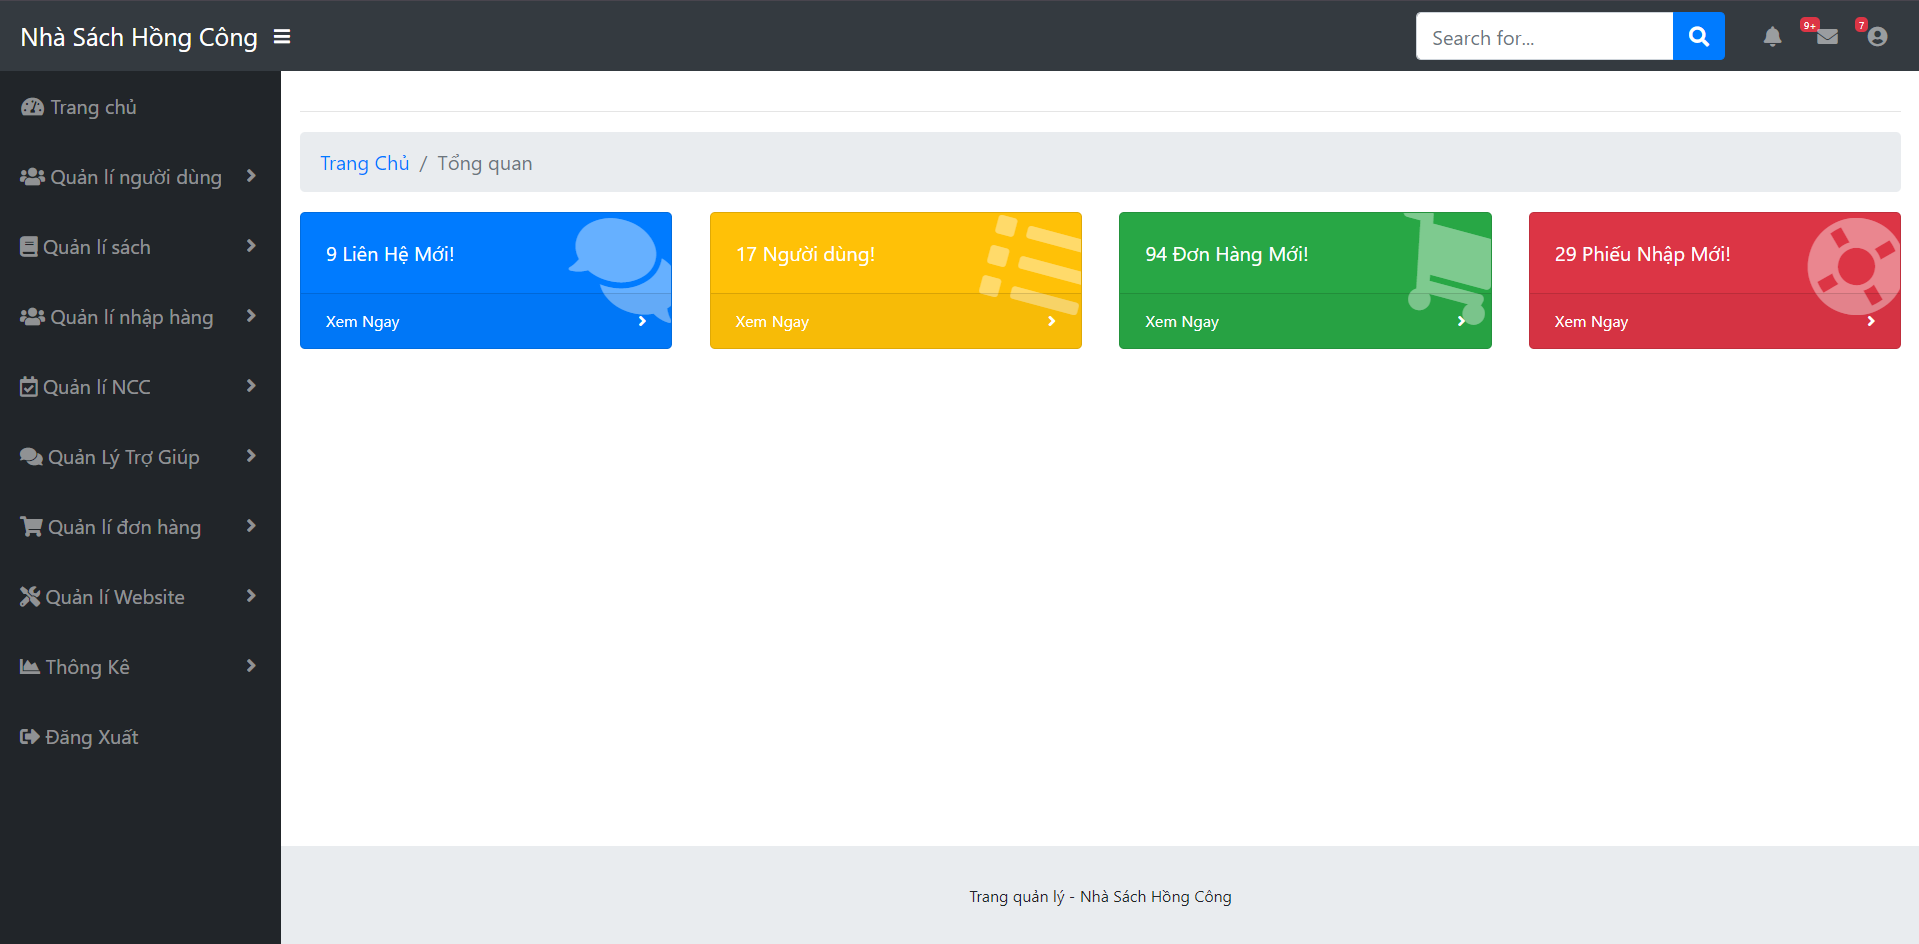 Nhà Sách Hồng Công
Search for...
9+
7
Trang chủ
Quản lí người dùng
Quản lí sách
Quản lí nhập hàng
Quản lí NCC
Quản Lý Trợ Giúp
Quản lí đơn hàng
Quản lí Website
Thông Kê
Đăng Xuất
Trang Chủ / Tổng quan
9 Liên Hệ Mới!
Xem Ngay
17 Người dùng!
Xem Ngay
94 Đơn Hàng Mới!
Xem Ngay
29 Phiếu Nhập Mới!
Xem Ngay
Trang quản lý - Nhà Sách Hồng Công